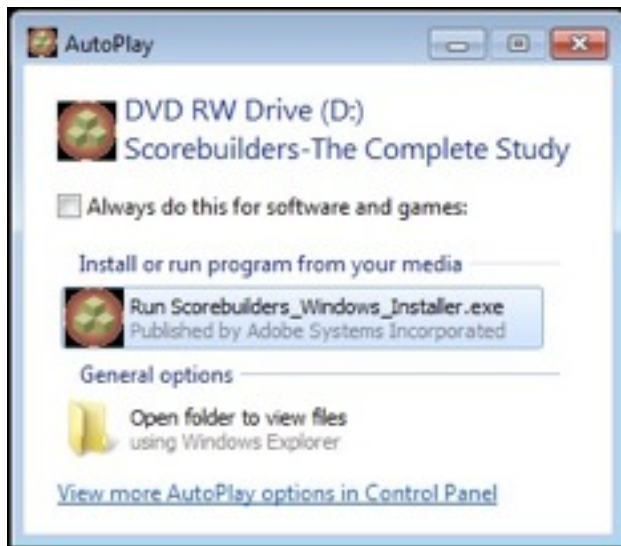 AutoPlay
DVD RW Drive (D:)
Scorebuilders-The Complete Study
Always do this for software and games:
Install or run program from your media
Run Scorebuilders_Windows_Installer.exe
Published by Adobe Systems Incorporated
General options
Open folder to view files
using Windows Explorer
View more AutoPlay options in Control Panel